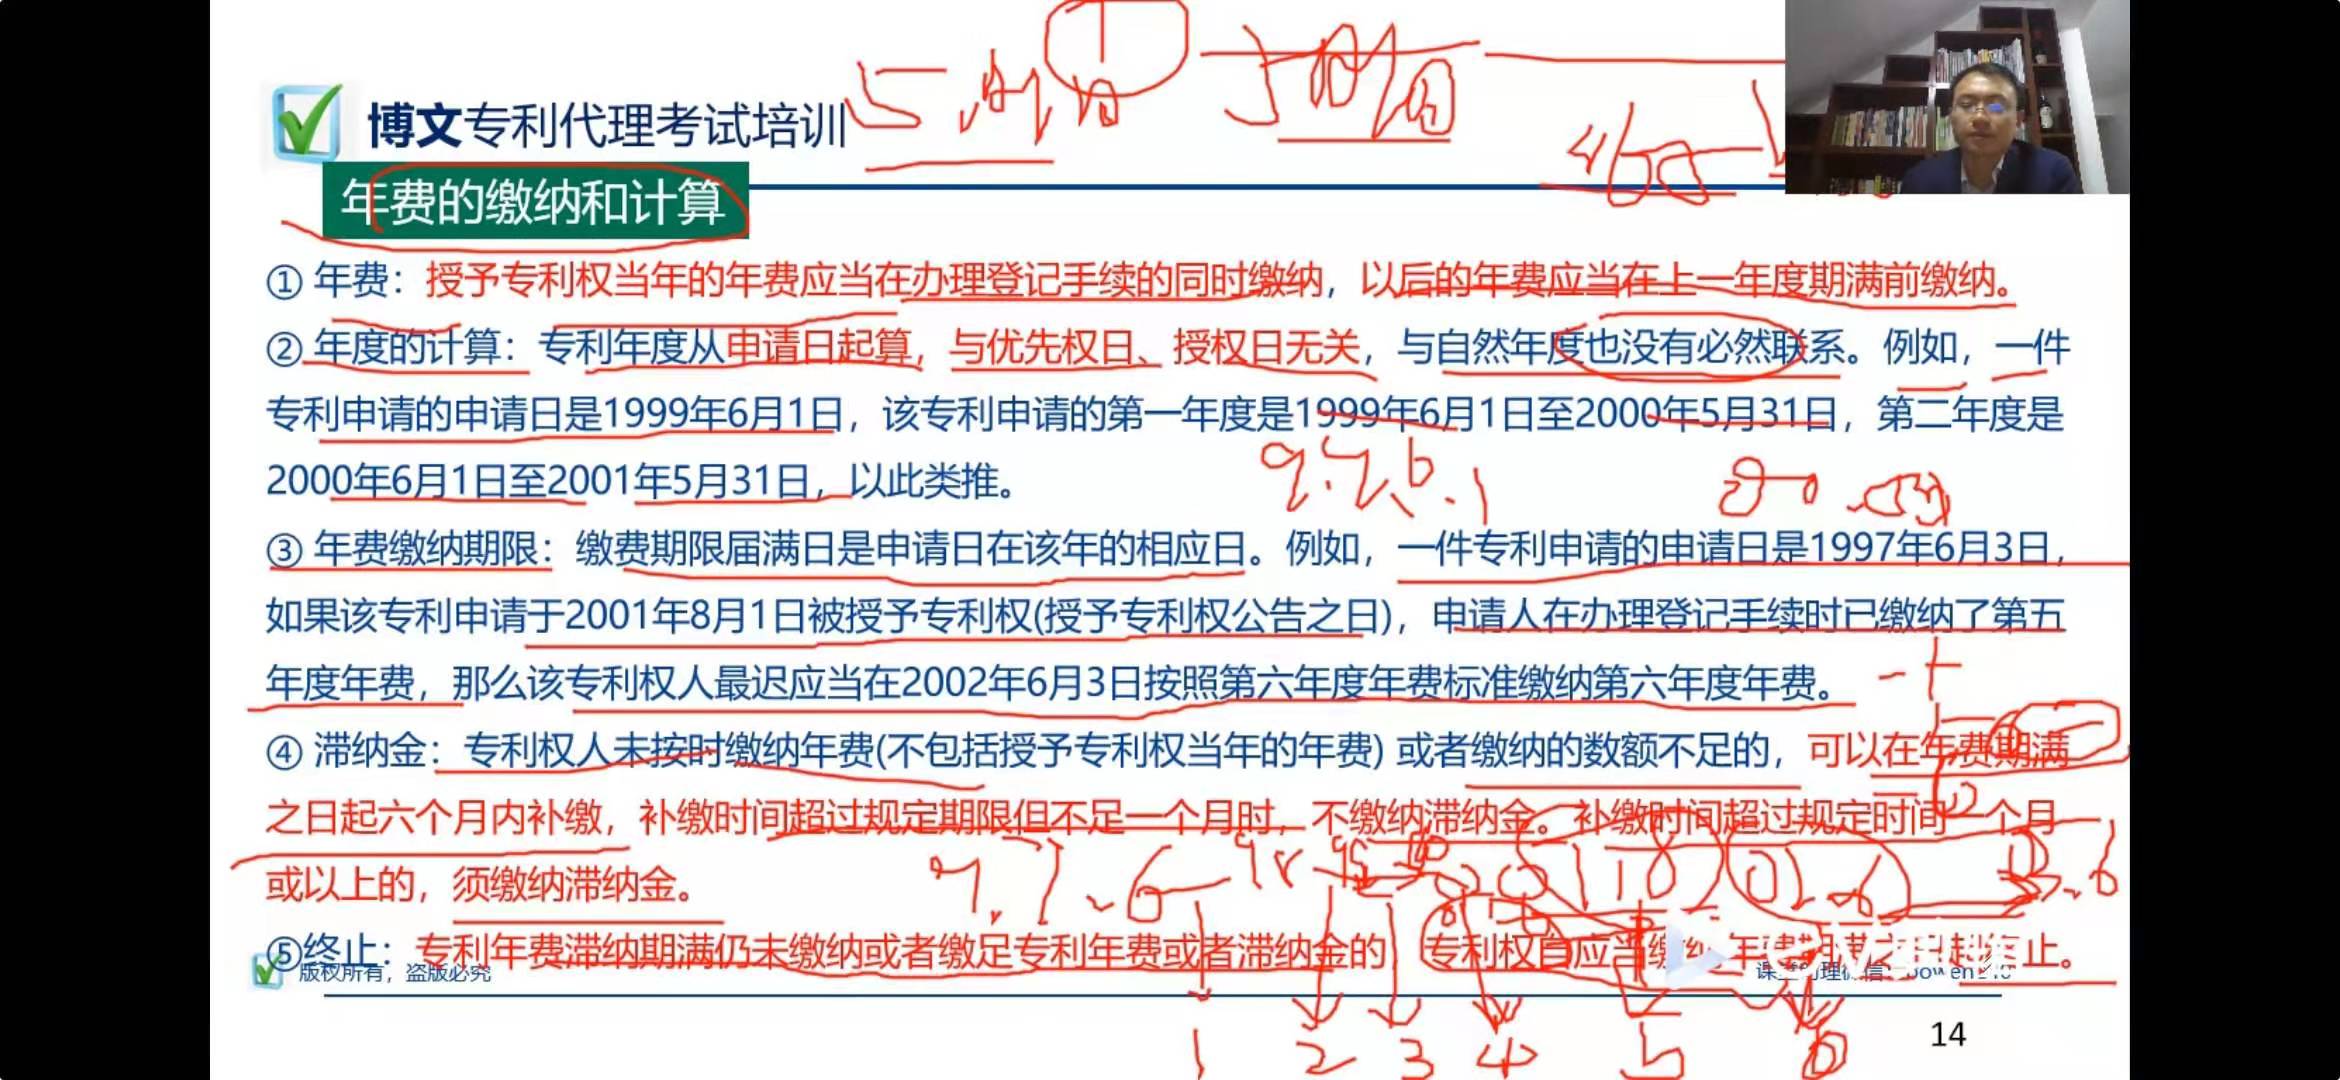 博文专利代理考试培训
年费的缴纳和计算
① 年费：授予专利权当年的年费应当在办理登记手续的同时缴纳，以后的年费应当在上一年度期满前缴纳。
② 年度的计算：专利年度从申请日起算，与优先权日、授权日无关，与自然年度也没有必然联系。例如，一件
专利申请的申请日是1999年6月1日，该专利申请的第一年度是1999年6月1日至2000年5月31日，第二年度是
2000年6月1日至2001年5月31日，以此类推。
③ 年费缴纳期限：缴费期限届满日是申请日在该年的相应日。例如，一件专利申请的申请日是1997年6月3日，
如果该专利申请于2001年8月1日被授予专利权(授予专利权公告之日)，申请人在办理登记手续时已缴纳了第五
年度年费，那么该专利权人最迟应当在2002年6月3日按照第六年度年费标准缴纳第六年度年费。
④ 滞纳金：专利权人未按时缴纳年费(不包括授予专利权当年的年费) 或者缴纳的数额不足的，可以在年费期满
之日起六个月内补缴，补缴时间超过规定期限但不足一个月时，不缴纳滞纳金。补缴时间超过规定时间一个月
或以上的，须缴纳滞纳金。
97.6
⑤终止：专利年费滞纳期满仍未缴纳或者缴足专利年费或者滞纳金的 专利权自应当缴纳年费期满之 起 止。
版权所有，盗版必究
1 2 3 4 5 6
14